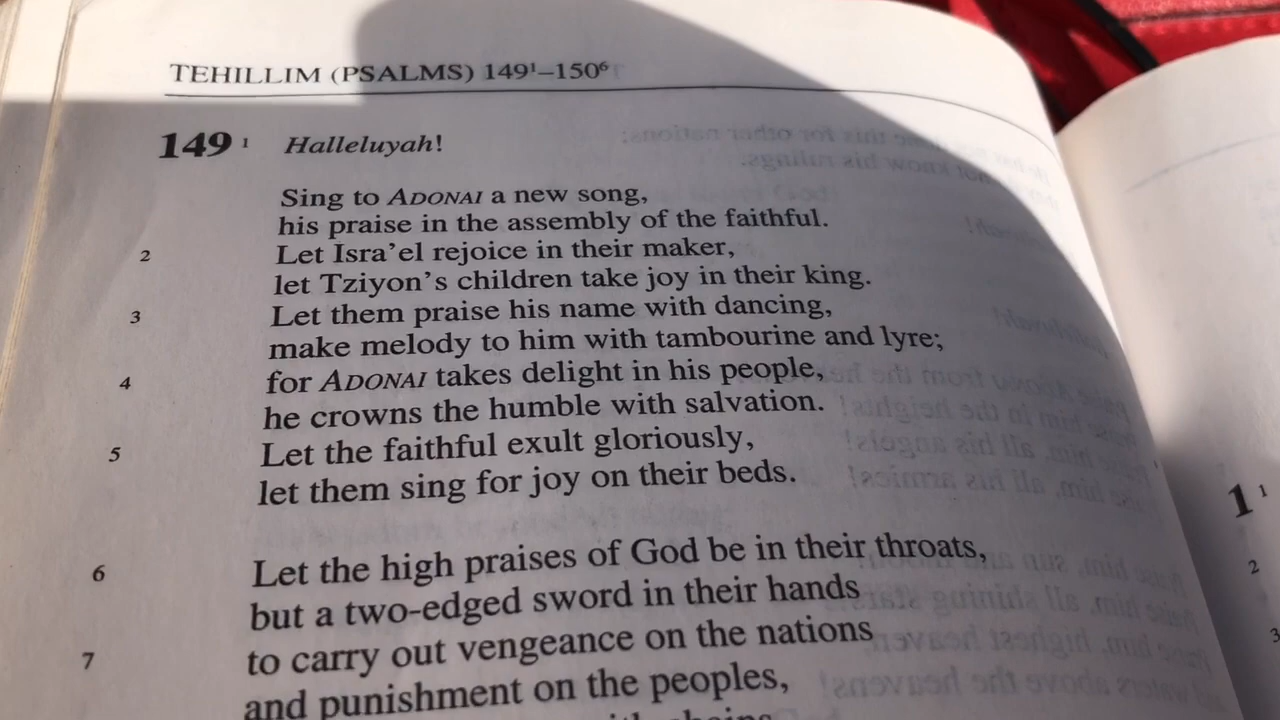 TEHILLIM (PSALMS) 149¹–150⁶
149 ¹ Halleluyah!
Sing to ADONAI a new song,
his praise in the assembly of the faithful.
2 Let Isra’el rejoice in their maker,
let Tziyon’s children take joy in their king.
3 Let them praise his name with dancing,
make melody to him with tambourine and lyre;
4 for ADONAI takes delight in his people,
he crowns the humble with salvation.
5 Let the faithful exult gloriously,
let them sing for joy on their beds.
6 Let the high praises of God be in their throats,
but a two-edged sword in their hands
7 to carry out vengeance on the nations
and punishment on the peoples,
1 ¹
2
3